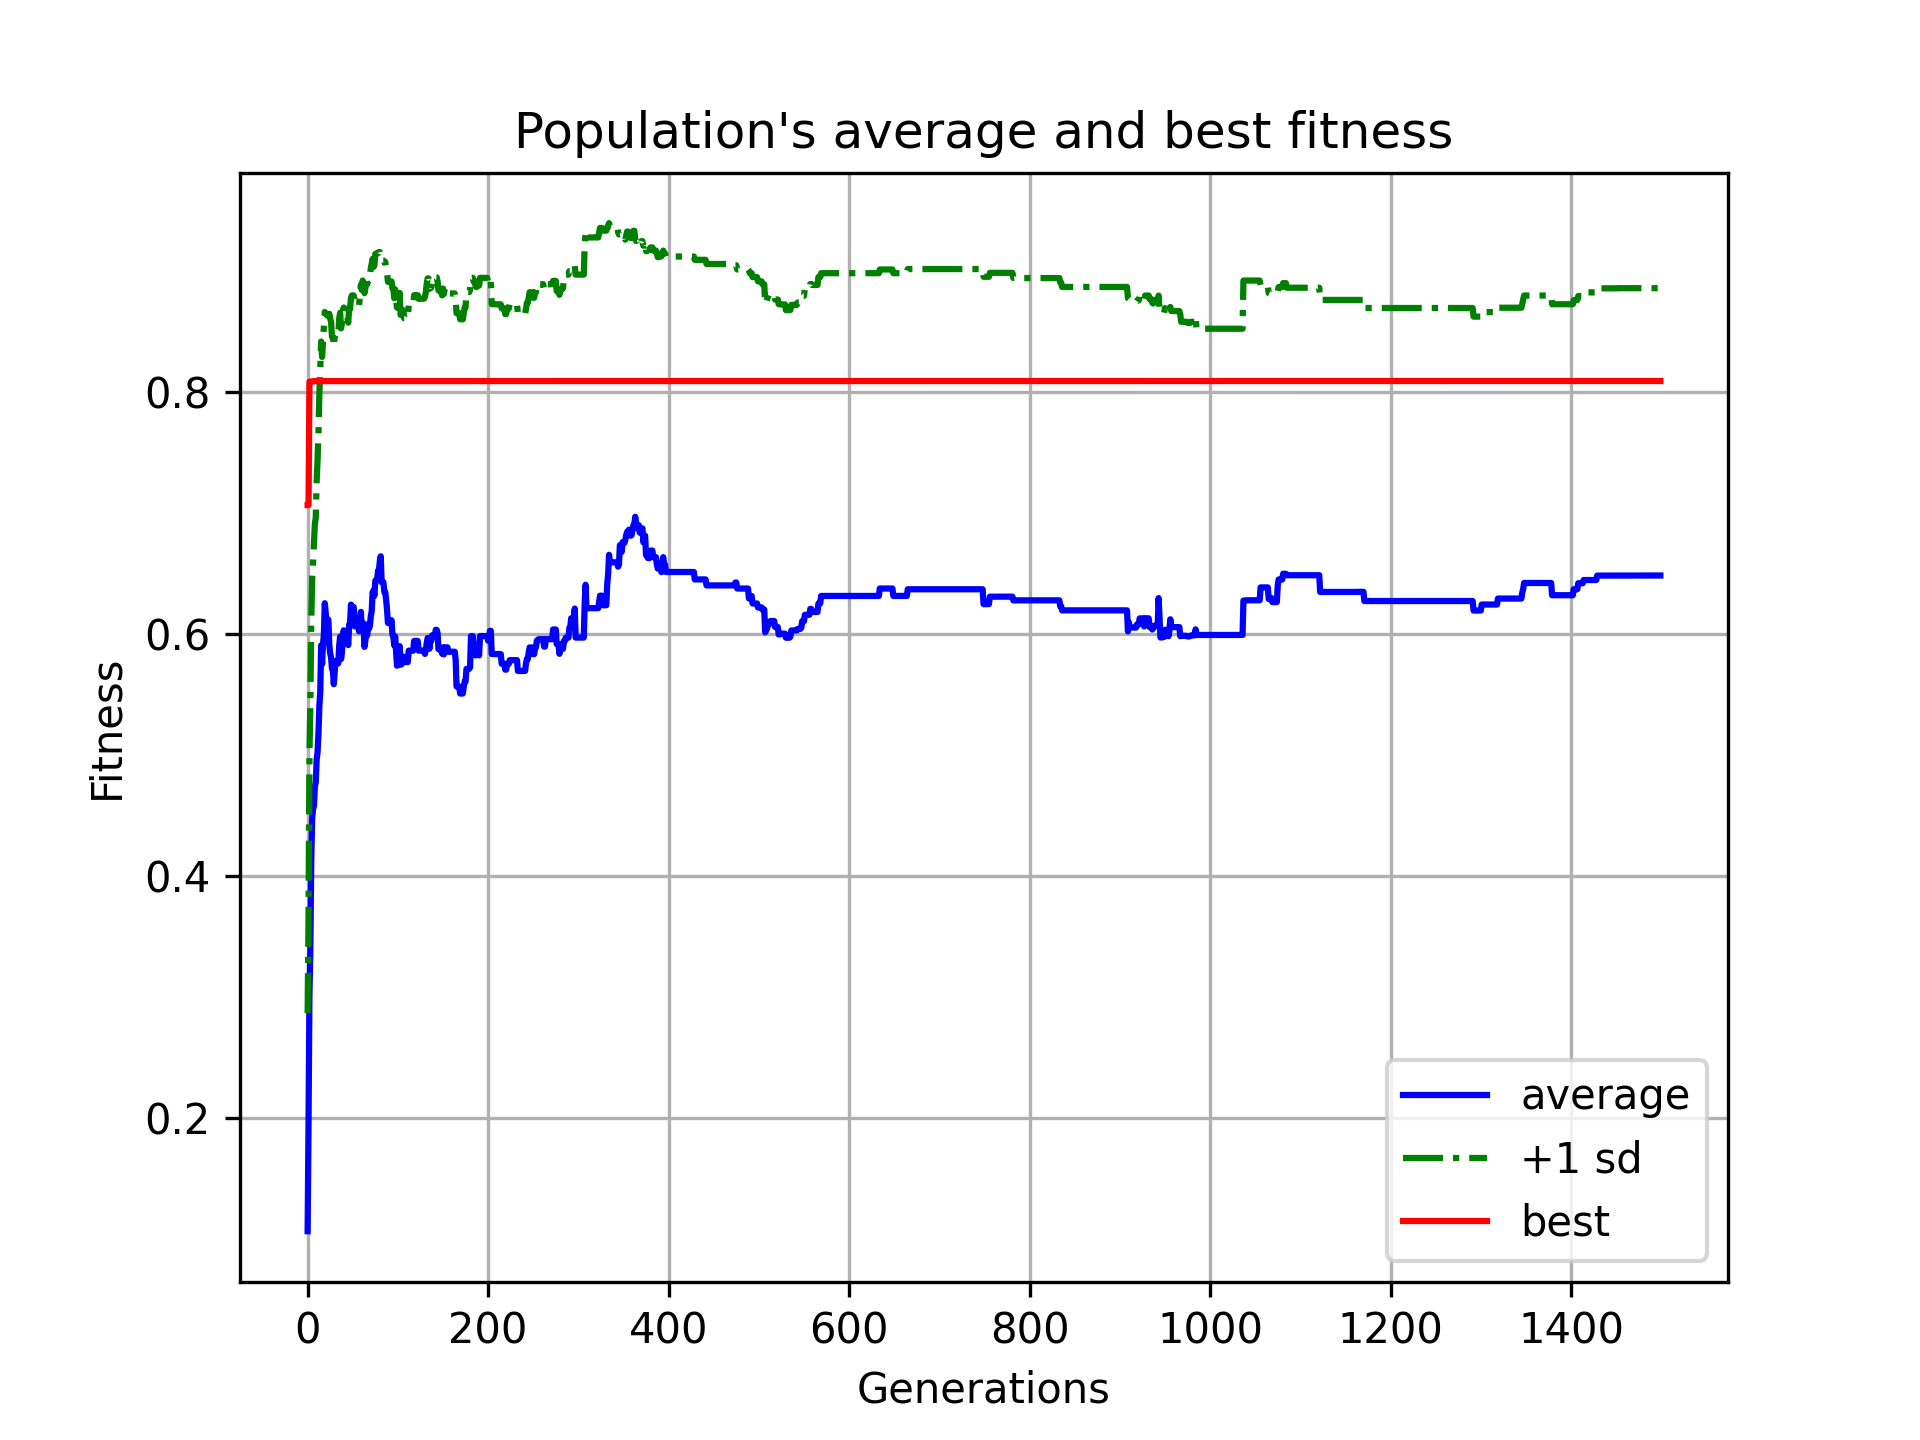 Population's average and best fitness
Fitness
0.8
0.6
0.4
0.2
0 200 400 600 800 1000 1200 1400
Generations
average
+1 sd
best